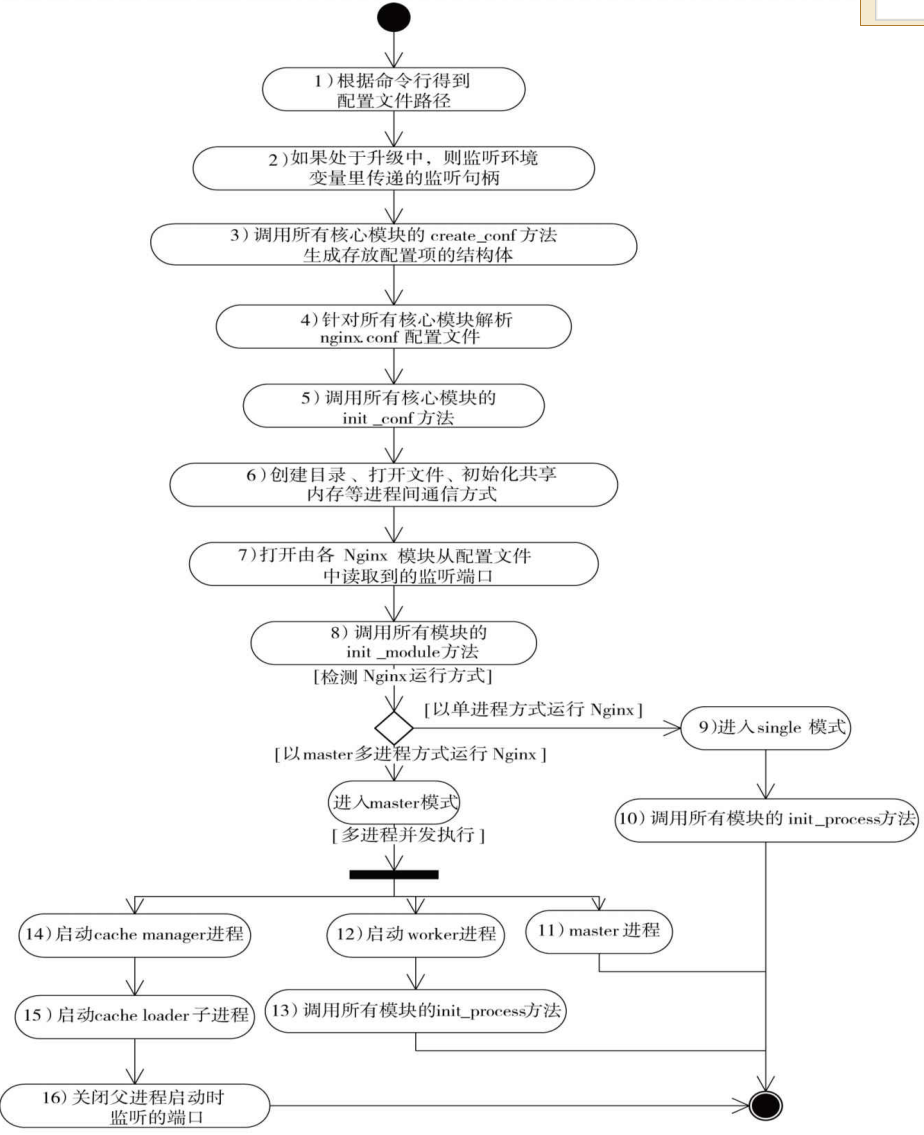 1)根据命令行得到
配置文件路径
2)如果处于升级中，则监听环境
变量里传递的监听句柄
3)调用所有核心模块的 create_conf 方法
生成存放配置项的结构体
4)针对所有核心模块解析
nginx.conf 配置文件
5)调用所有核心模块的
init_conf 方法
6)创建目录、打开文件、初始化共享
内存等进程间通信方式
7)打开由各 Nginx 模块从配置文件
中读取到的监听端口
8)调用所有模块的
init_module方法
[检测 Nginx运行方式]
[以单进程方式运行 Nginx]
9)进入single 模式
[以master多进程方式运行 Nginx]
进入master模式
10)调用所有模块的 init_process方法
[多进程并发执行]
14)启动cache manager进程
12)启动 worker进程
11)master 进程
15)启动cache loader 子进程
13)调用所有模块的init_process方法
16)关闭父进程启动时
监听的端口